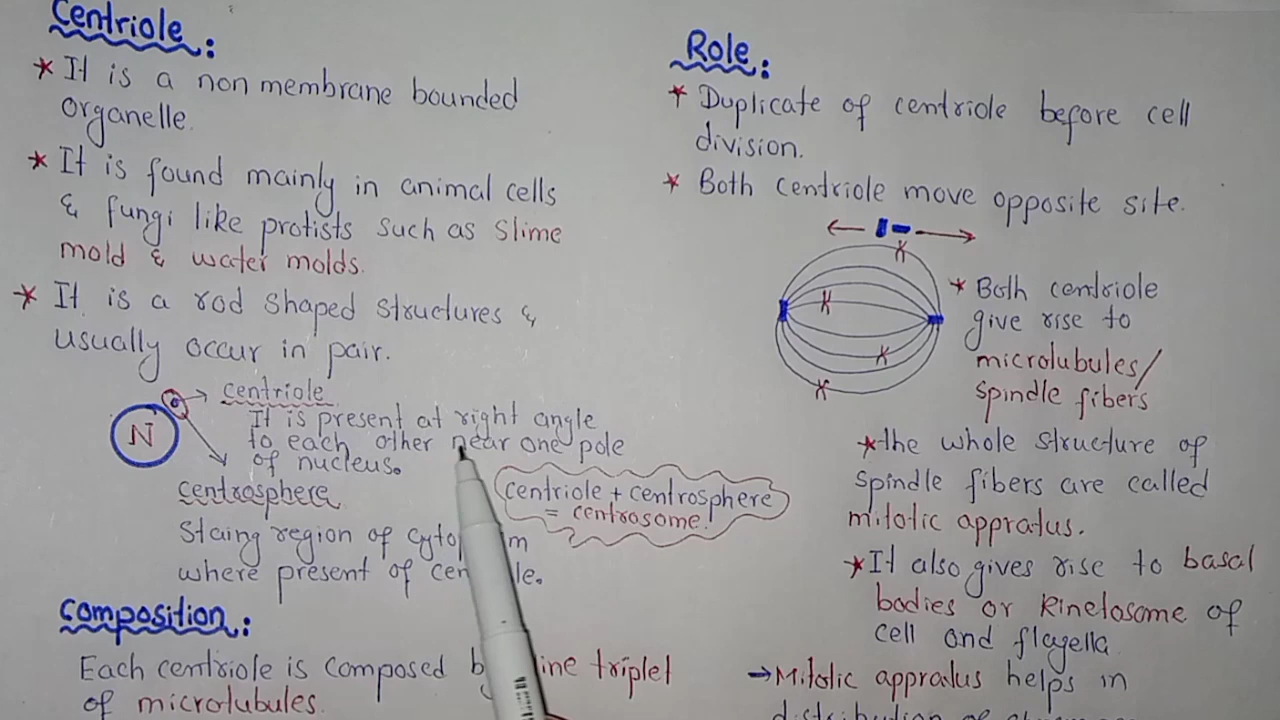 Centriole:
* It is a non membrane bounded
organelle.
* It is found mainly in animal cells
& fungi like protists such as slime
mold & water molds.
* It is a rod shaped structures &
usually occur in pair.
centriole
It is present at right angle
to each other near one pole
of nucleus.
N
centrosphere
Staing region of
where present of
centriole + centrosphere
= centrosome.
Composition:
Each centriole is composed triplet
of microtubules.
Role:
* Duplicate of centriole before cell
division.
* Both centriole move opposite site.
* Both centriole
give rise to
microtubules/
spindle fibers
* the whole structure of
spindle fibers are called
mitotic appratus.
* It also gives rise to basal
bodies or kinetosome of
cell and flagella
→ Mitotic appratus helps in